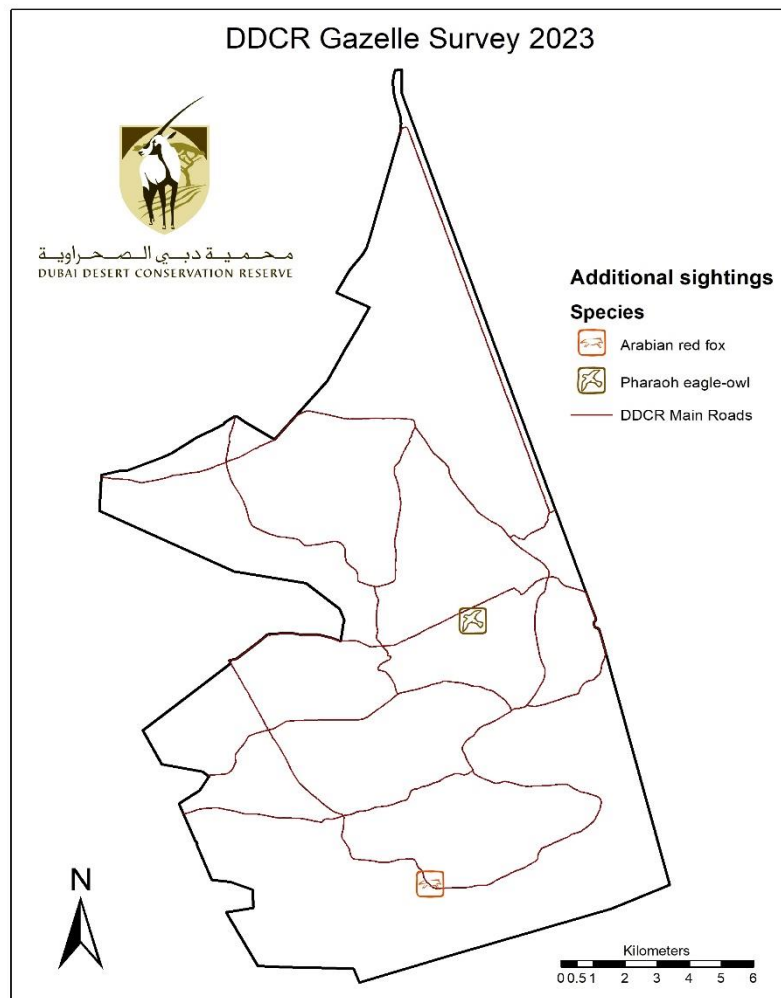 DDCR Gazelle Survey 2023
محمية دبي الصحراوية
DUBAI DESERT CONSERVATION RESERVE
Additional sightings
Species
Arabian red fox
Pharaoh eagle-owl
DDCR Main Roads
N
Kilometers
0 0.5 1 2 3 4 5 6